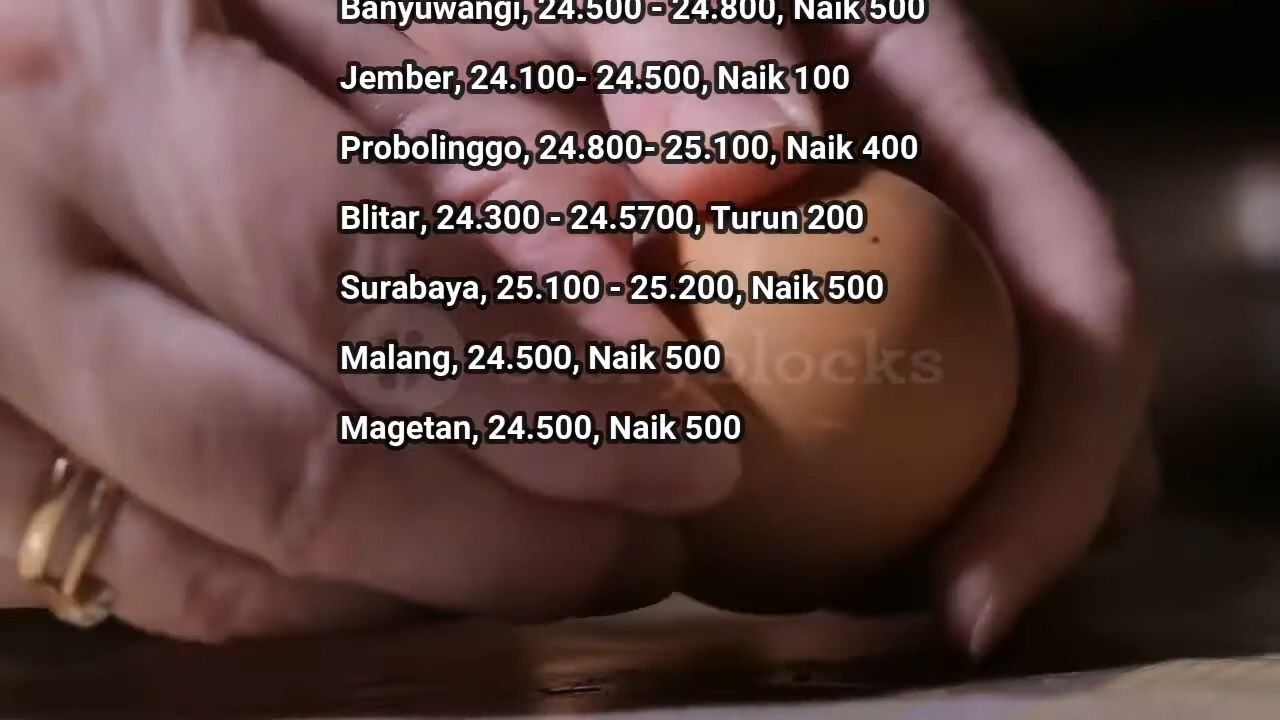 Banyuwangi, 24.500 - 24.800, Naik 500
Jember, 24.100- 24.500, Naik 100
Probolinggo, 24.800- 25.100, Naik 400
Blitar, 24.300 - 24.5700, Turun 200
Surabaya, 25.100 - 25.200, Naik 500
Malang, 24.500, Naik 500
Storyblocks
Magetan, 24.500, Naik 500